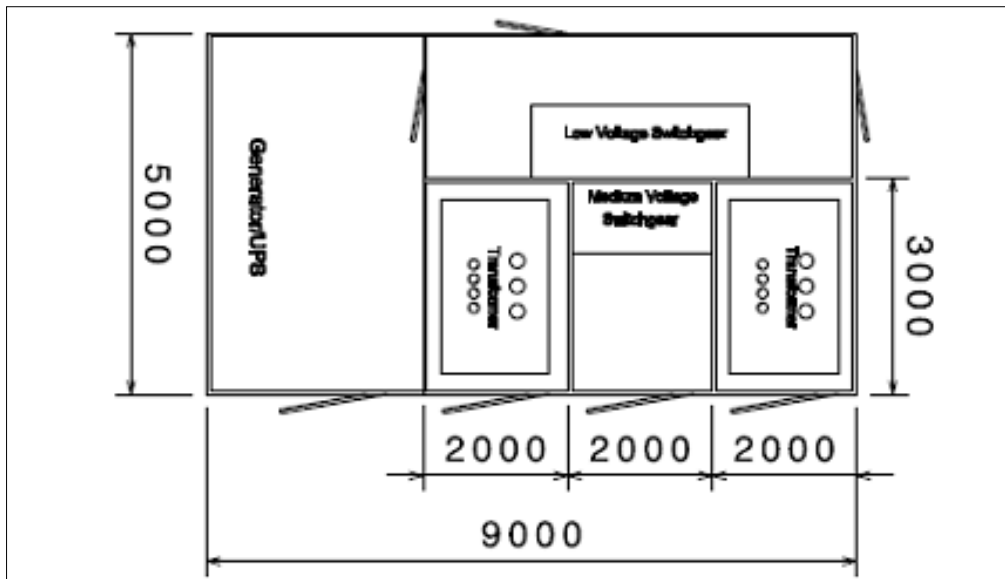 Low Voltage Switchgear
Generator/UPS
5000
Medium Voltage
Switchgear
Transformer
Transformer
3000
2000
2000
2000
9000